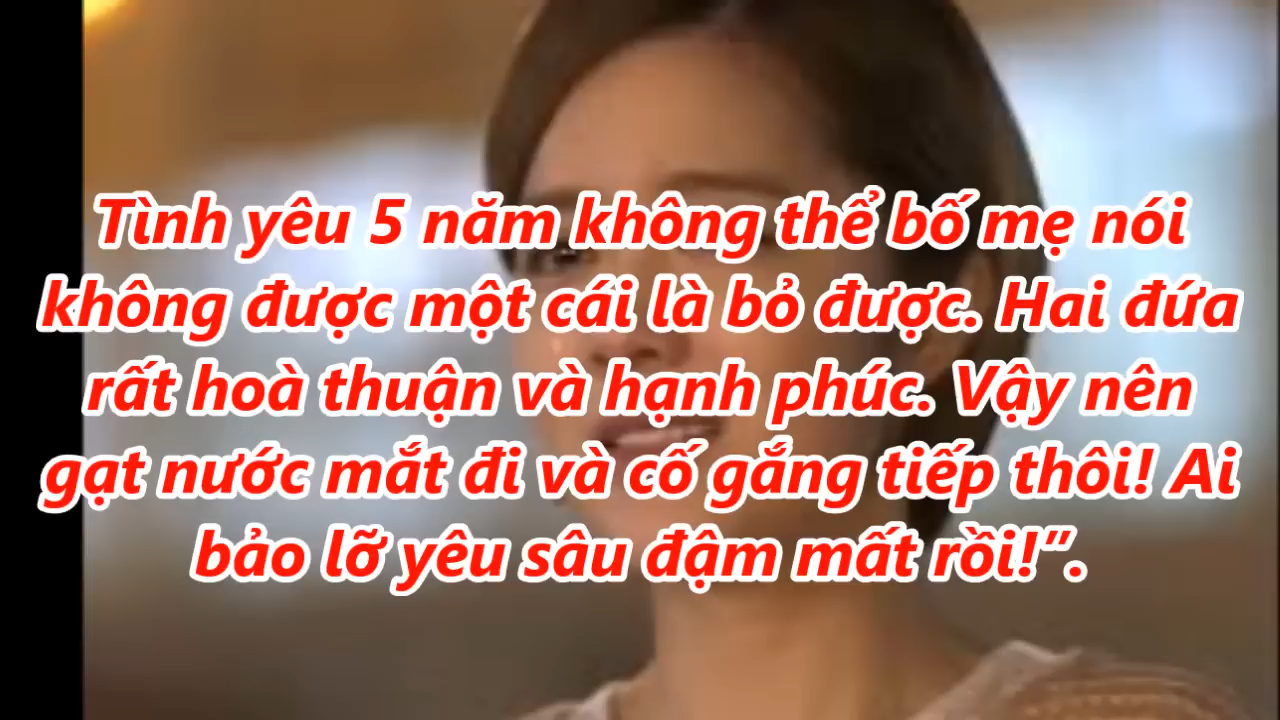 Tình yêu 5 năm không thể bố mẹ nói
không được một cái là bỏ được. Hai đứa
rất hoà thuận và hạnh phúc. Vậy nên
gạt nước mắt đi và cố gắng tiếp thôi! Ai
bảo lỡ yêu sâu đậm mất rồi!”.